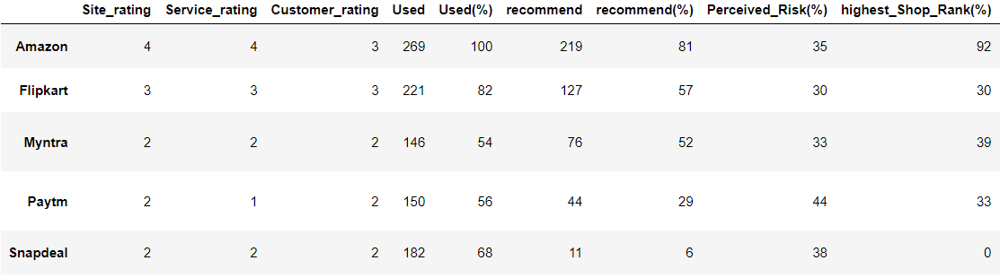 Site_rating Service_rating Customer_rating Used Used(%) recommend recommend(%) Perceived_Risk(%) highest_Shop_Rank(%)
Amazon 4 4 3 269 100 219 81 35 92
Flipkart 3 3 3 221 82 127 57 30 30
Myntra 2 2 2 146 54 76 52 33 39
Paytm 2 1 2 150 56 44 29 44 33
Snapdeal 2 2 2 182 68 11 6 38 0